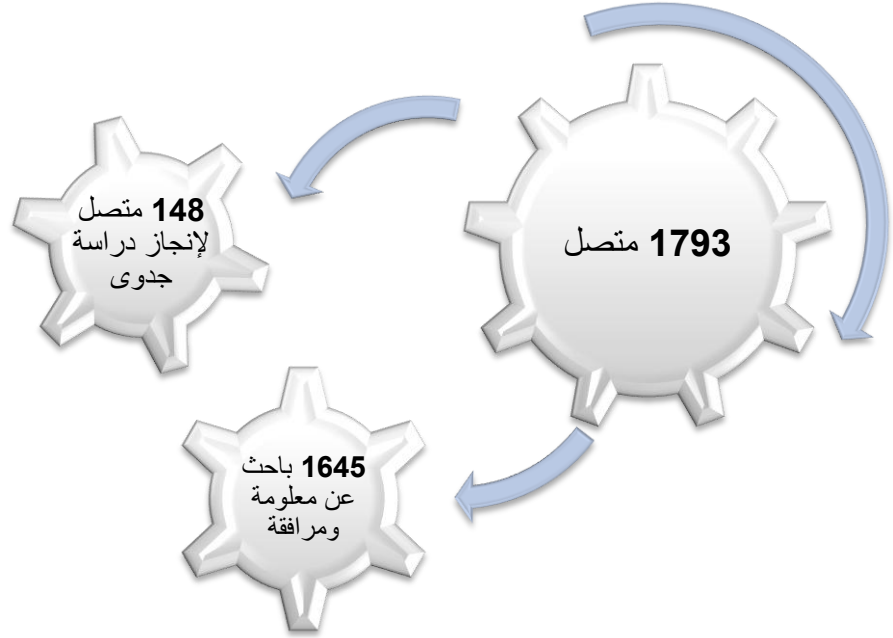 1793 متصل
148 متصل
لإنجاز دراسة
جدوى
1645 باحث
عن معلومة
ومرافقة